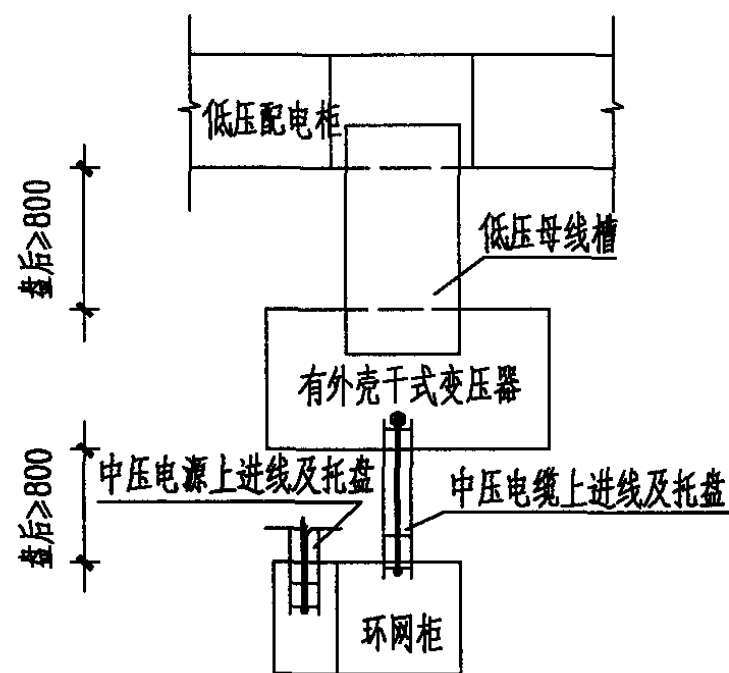 低压配电柜
盘后≥800
低压母线槽
有外壳干式变压器
中压电源上进线及托盘
中压电缆上进线及托盘
盘后≥800
环网柜